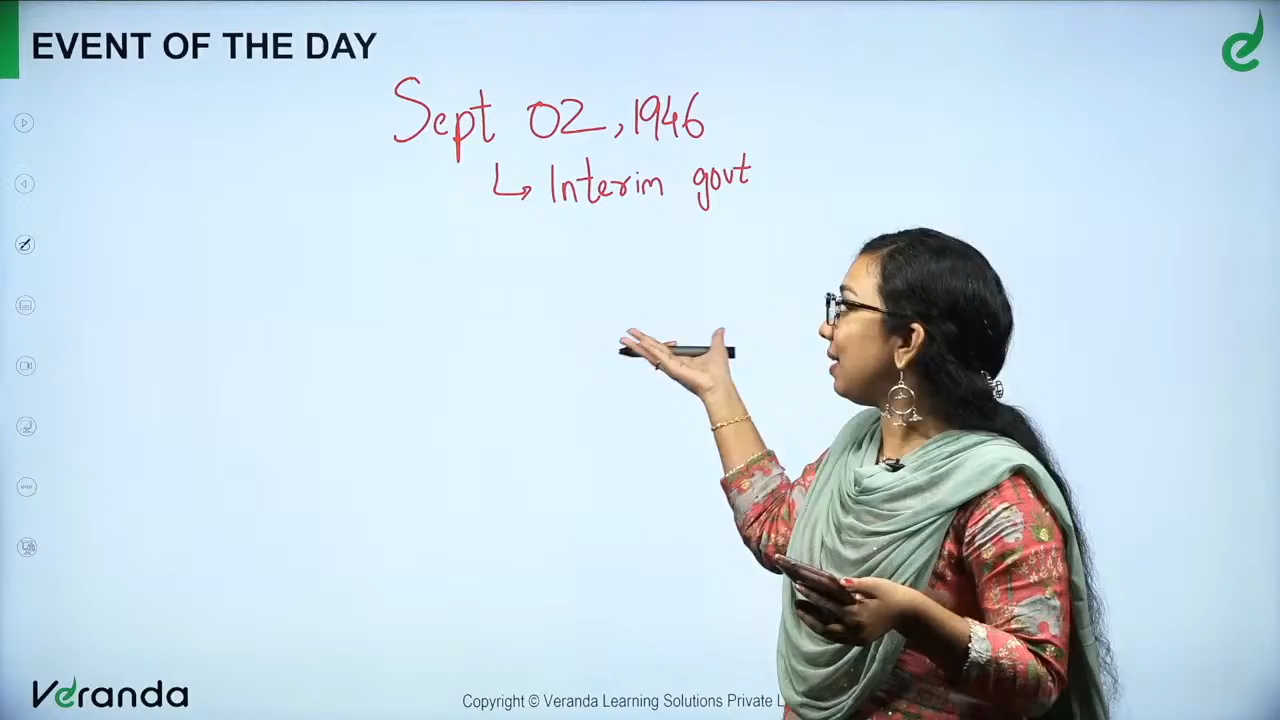 EVENT OF THE DAY
Sept 02, 1946
↳ Interim govt
Veranda
Copyright © Veranda Learning Solutions Private L